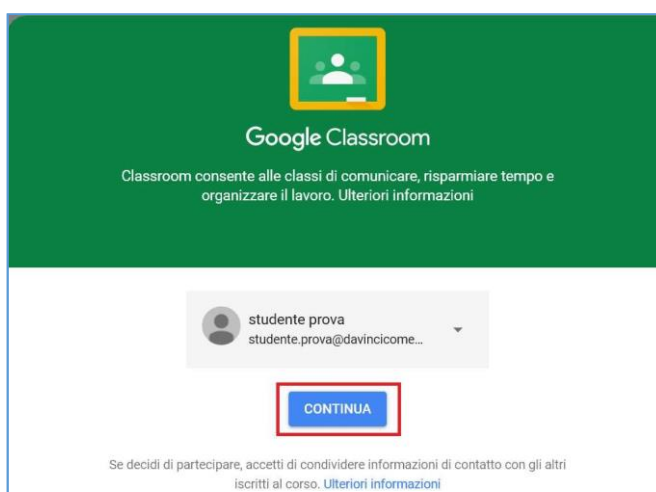 Google Classroom
Classroom consente alle classi di comunicare, risparmiare tempo e
organizzare il lavoro. Ulteriori informazioni
studente prova
studente.prova@davincicome...
CONTINUA
Se decidi di partecipare, accetti di condividere informazioni di contatto con gli altri
iscritti al corso. Ulteriori informazioni